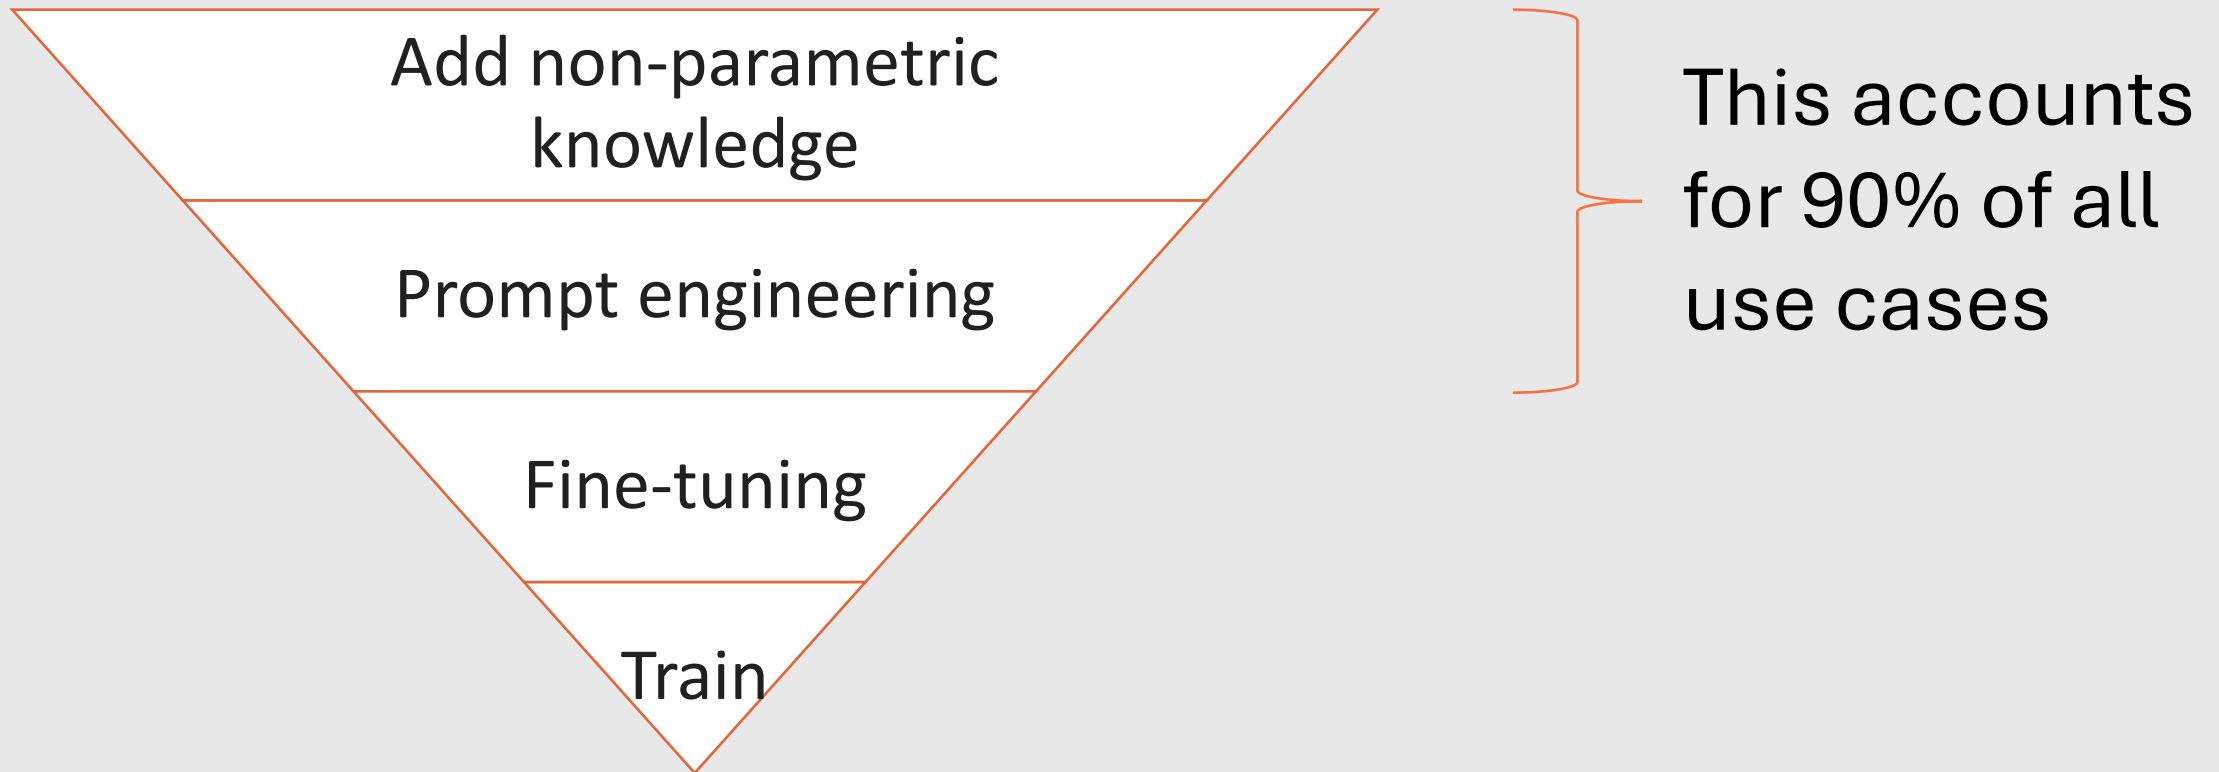 Add non-parametric
knowledge
Prompt engineering
Fine-tuning
Train
This accounts
for 90% of all
use cases